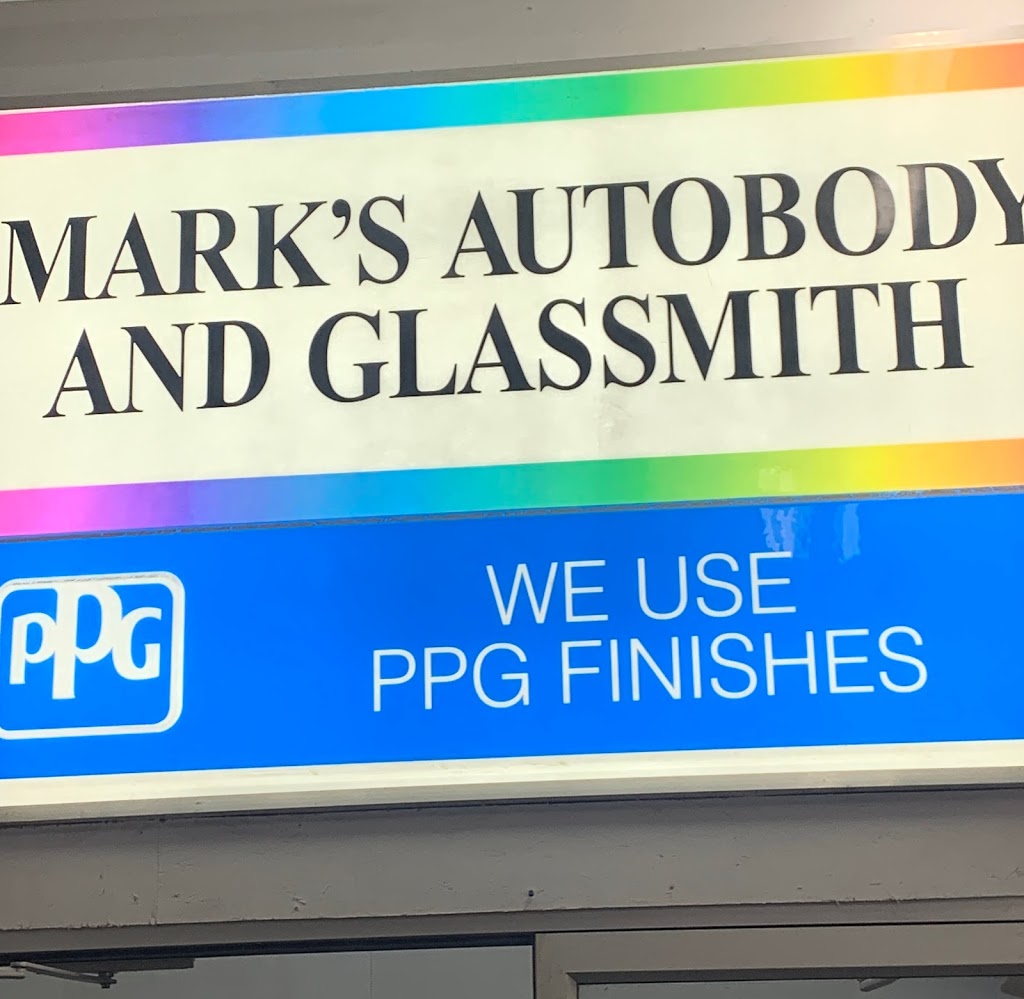 MARK'S AUTOBODY
AND GLASSMITH
PPG
WE USE
PPG FINISHES